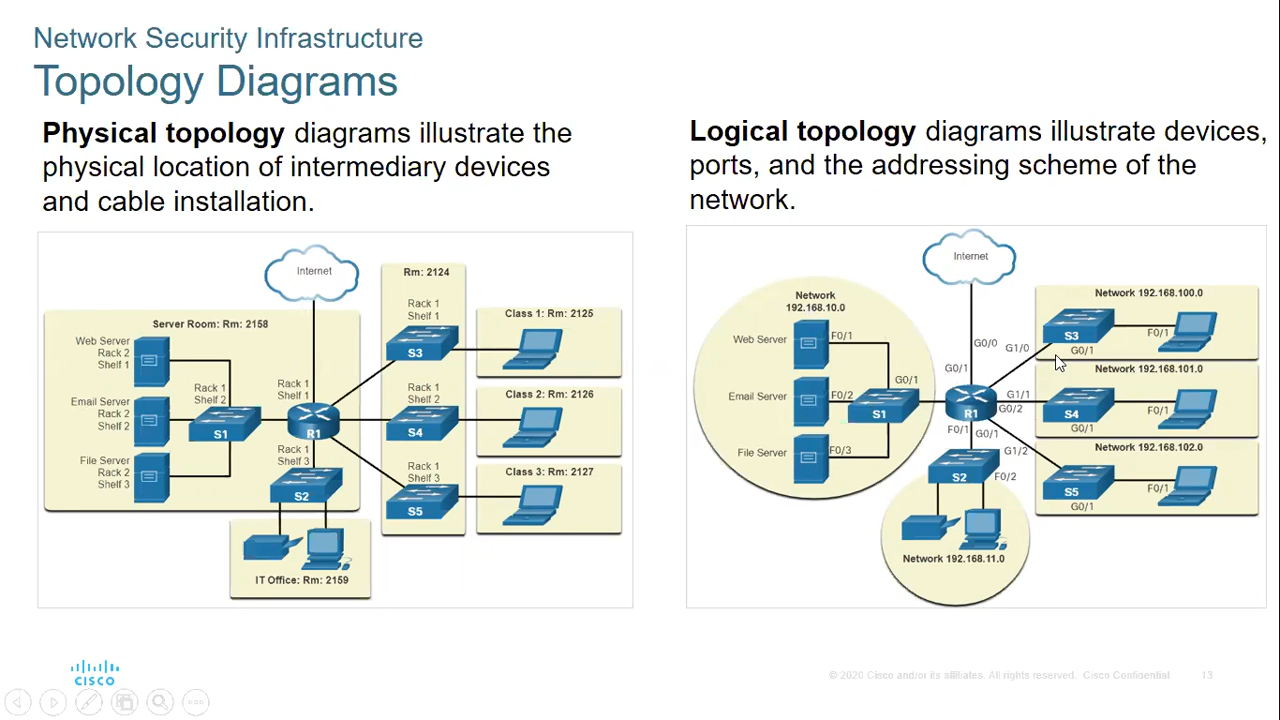 Network Security Infrastructure
Topology Diagrams
Physical topology diagrams illustrate the
physical location of intermediary devices
and cable installation.
Internet
Server Room: Rm: 2158
Web Server
Rack 2
Shelf 1
Email Server
Rack 2
Shelf 2
File Server
Rack 2
Shelf 3
Rack 1
Shelf 2
S1
Rack 1
Shelf 1
R1
Rack 1
Shelf 3
S2
IT Office: Rm: 2159
Rm: 2124
Rack 1
Shelf 1
S3
Rack 1
Shelf 2
S4
Rack 1
Shelf 3
S5
Class 1: Rm: 2125
Class 2: Rm: 2126
Class 3: Rm: 2127
Logical topology diagrams illustrate devices,
ports, and the addressing scheme of the
network.
Internet
Network
192.168.10.0
Web Server
F0/1
Email Server
F0/2
File Server
F0/3
G0/1
S1
G0/0
G0/1
G1/0
R1
G1/1
G0/2
F0/1
G0/1
G1/2
S2
F0/2
Network 192.168.11.0
Network 192.168.100.0
S3
F0/1
G0/1
Network 192.168.101.0
S4
F0/1
G0/1
Network 192.168.102.0
S5
F0/1
G0/1
CISCO
© 2020 Cisco and/or its affiliates. All rights reserved. Cisco Confidential
13